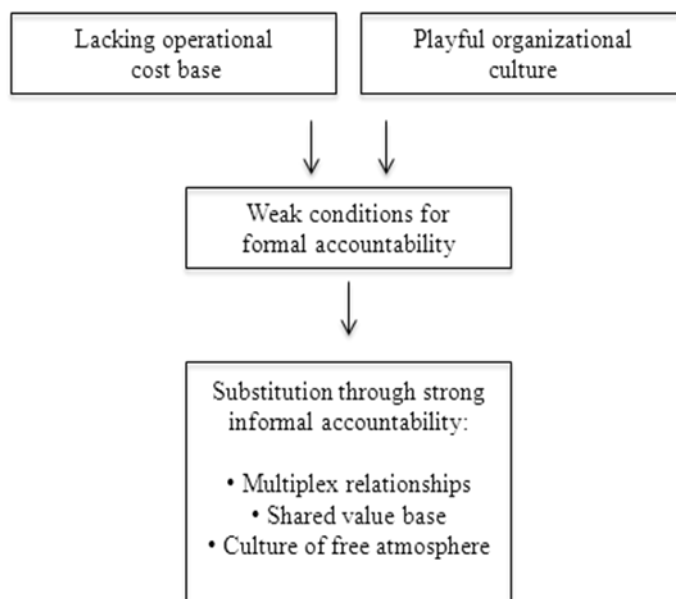 Lacking operational
cost base
Playful organizational
culture
Weak conditions for
formal accountability
Substitution through strong
informal accountability:
• Multiplex relationships
• Shared value base
• Culture of free atmosphere